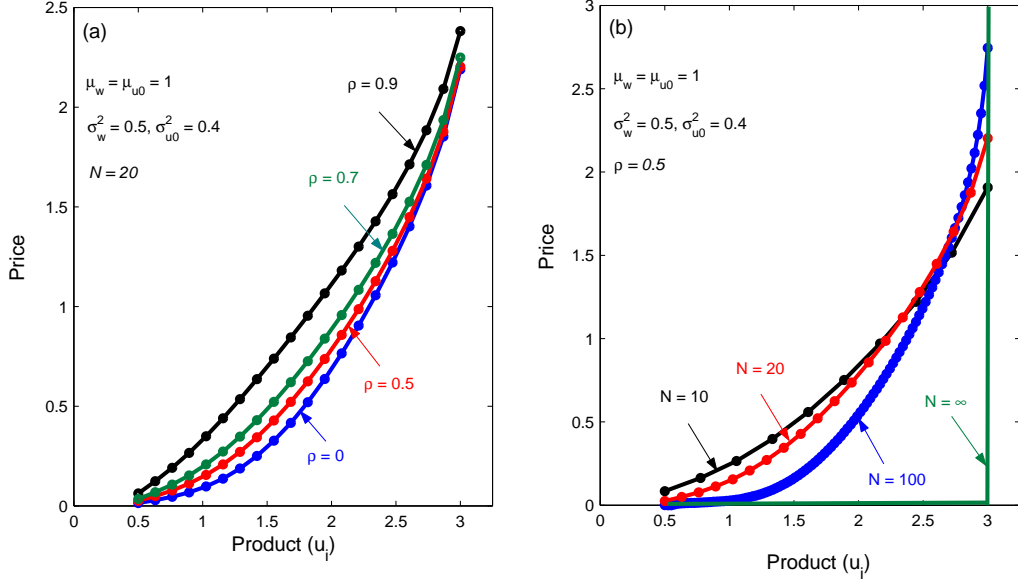 (a)
μw = μu0 = 1
σ²w = 0.5, σ²u0 = 0.4
N = 20
ρ = 0.9
ρ = 0.7
ρ = 0.5
ρ = 0
Price
2.5
2
1.5
1
0.5
0
0 0.5 1 1.5 2 2.5 3
Product (ui)
(b)
μw = μu0 = 1
σ²w = 0.5, σ²u0 = 0.4
ρ = 0.5
N = 10
N = 20
N = 100
N = ∞
Price
3
2.5
2
1.5
1
0.5
0
0 0.5 1 1.5 2 2.5 3
Product (ui)